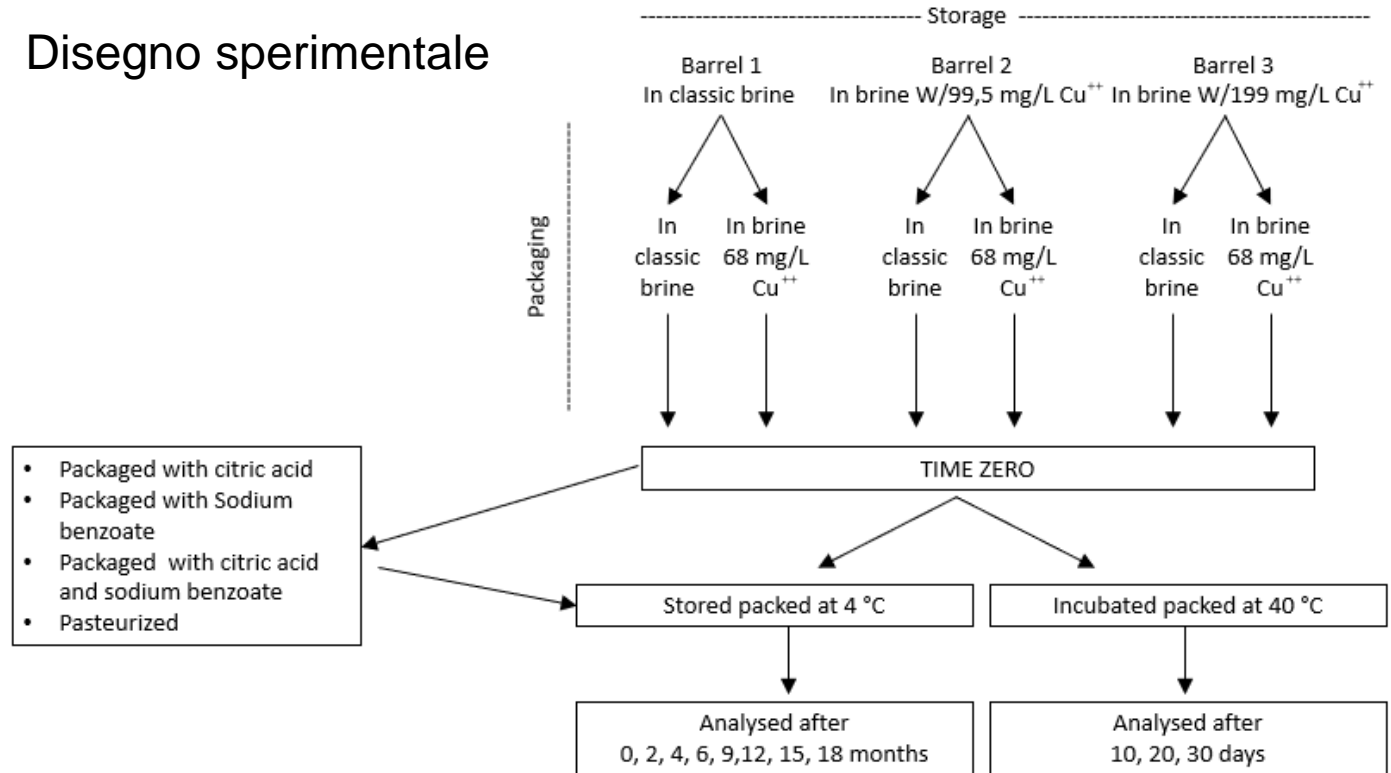 Disegno sperimentale
Storage
Barrel 1
In classic brine
Barrel 2
In brine W/99,5 mg/L Cu⁺⁺
Barrel 3
In brine W/199 mg/L Cu⁺⁺
Packaging
In
classic
brine
In brine
68 mg/L
Cu⁺⁺
In
classic
brine
In brine
68 mg/L
Cu⁺⁺
In
classic
brine
In brine
68 mg/L
Cu⁺⁺
TIME ZERO
• Packaged with citric acid
• Packaged with Sodium
benzoate
• Packaged with citric acid
and sodium benzoate
• Pasteurized
Stored packed at 4 °C
Incubated packed at 40 °C
Analysed after
0, 2, 4, 6, 9,12, 15, 18 months
Analysed after
10, 20, 30 days